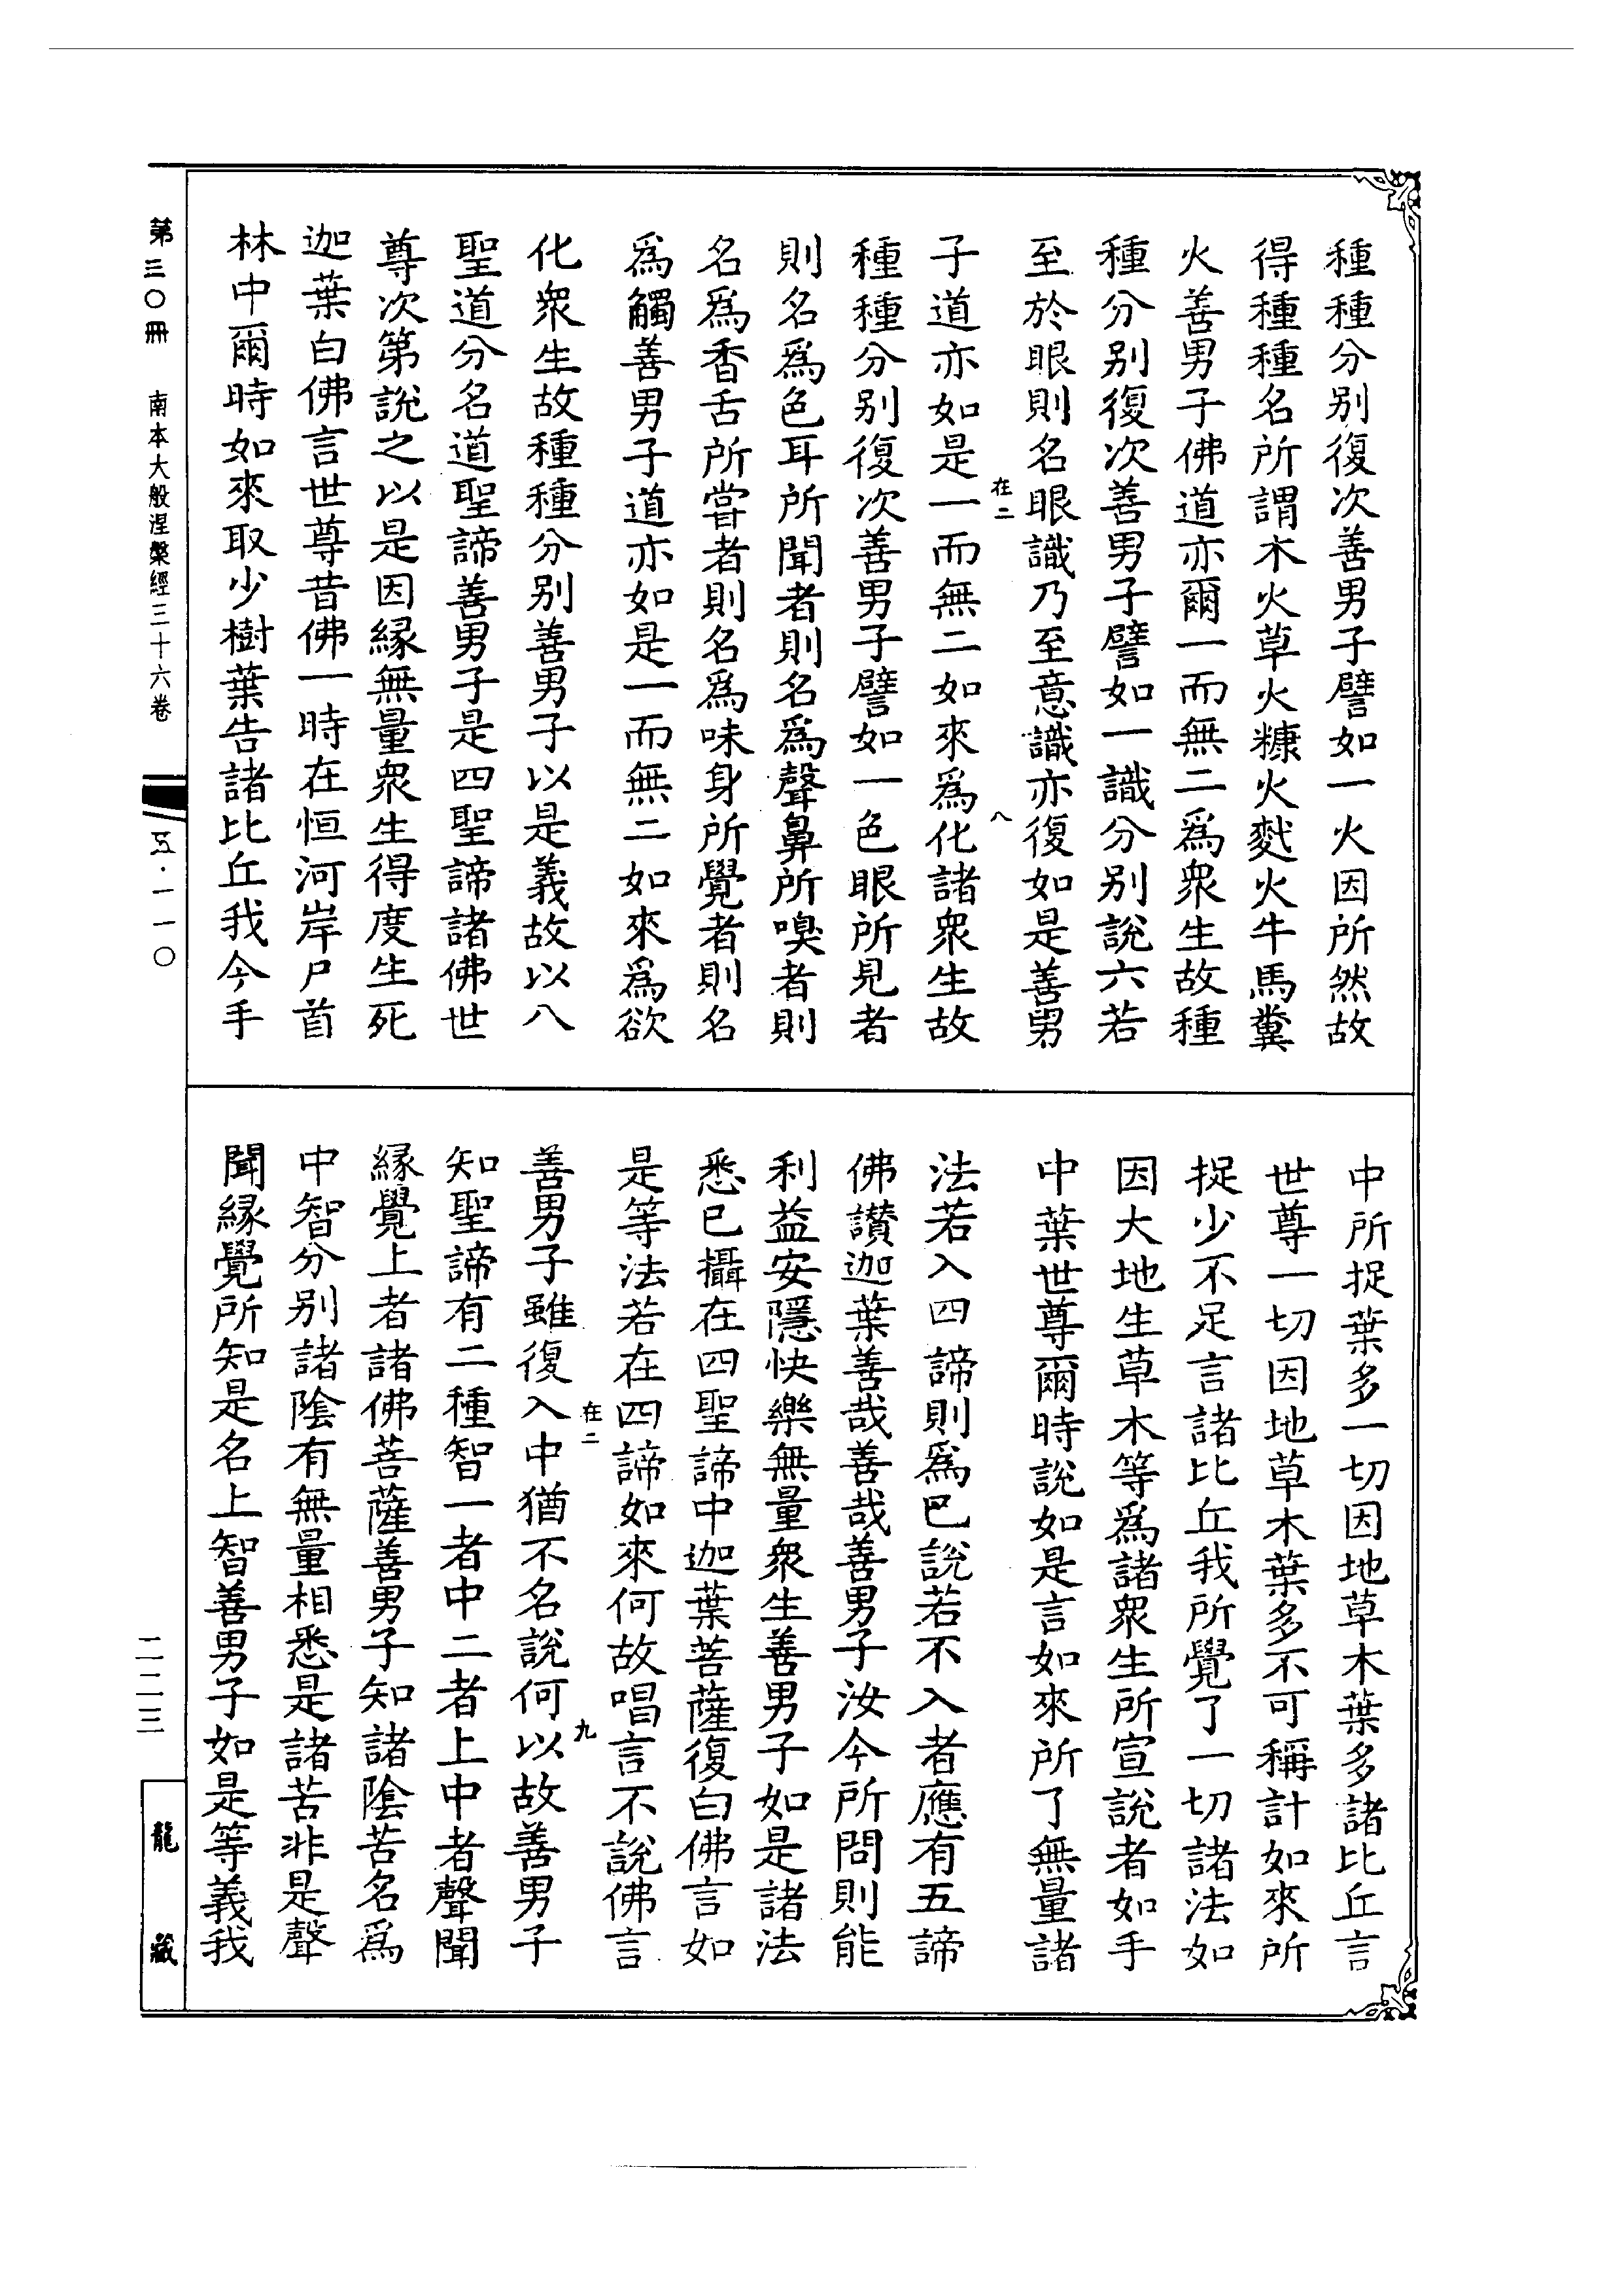 種種分别復次善男子譬如一火因所然故
得種種名所謂木火草火糠火𪍿火牛馬糞
火善男子佛道亦爾一而無二爲衆生故種
種分别復次善男子譬如一識分别說六若
至於眼則名眼識乃至意識亦復如是善男
在二 八
子道亦如是一而無二如來爲化諸衆生故
種種分别復次善男子譬如一色眼所見者
則名爲色耳所聞者則名爲聲鼻所嗅者則
名爲香舌所甞者則名爲味身所覺者則名
爲觸善男子道亦如是一而無二如來爲欲
化衆生故種種分别善男子以是義故以八
聖道分名道聖諦善男子是四聖諦諸佛世
尊次第說之以是因緣無量衆生得度生死
迦葉白佛言世尊昔佛一時在恒河岸尸首
林中爾時如來取少樹葉告諸比丘我今手
中所捉葉多一切因地草木葉多諸比丘言
世尊一切因地草木葉多不可稱計如來所
捉少不足言諸比丘我所覺了一切諸法如
因大地生草木等爲諸衆生所宣說者如手
中葉世尊爾時說如是言如來所了無量諸
法若入四諦則爲已說若不入者應有五諦
佛讚迦葉善哉善哉善男子汝今所問則能
利益安隱快樂無量衆生善男子如是諸法
悉已攝在四聖諦中迦葉菩薩復白佛言如
是等法若在四諦如來何故唱言不說佛言
在二 九
善男子雖復入中猶不名說何以故善男子
知聖諦有二種智一者中二者上中者聲聞
緣覺上者諸佛菩薩善男子知諸陰苦名爲
中智分别諸陰有無量相悉是諸苦非是聲
聞緣覺所知是名上智善男子如是等義我
第三〇冊 南本大般涅槃經三十六卷 五·一一〇
二二三
龍藏